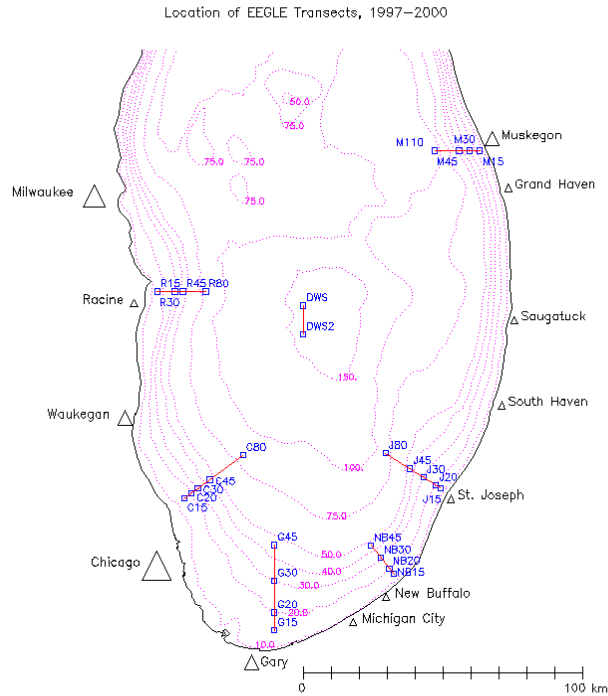 Location of EEGLE Transects, 1997-2000
50.0
75.0
M110
M30
Muskegon
75.0
75.0
M45
M15
Milwaukee
75.0
Grand Haven
R15
R45
R80
Racine
R30
DWS
Saugatuck
DWS2
150.
South Haven
Waukegan
C80
J80
100.
J45
C45
J30
C30
J20
C20
J15
St. Joseph
C15
75.0
G45
NB45
50.0
NB30
Chicago
40.0
NB20
G30
30.0
NB15
New Buffalo
G20
20.0
G15
Michigan City
10.0
Gary
0
100 km